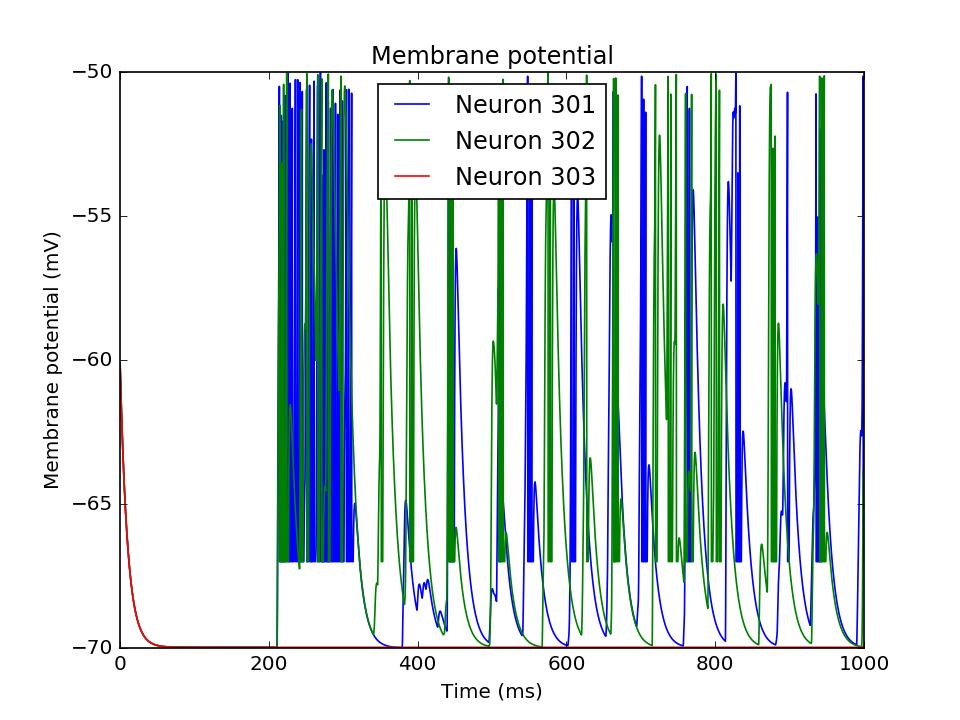 Membrane potential
−50
−55
−60
−65
−70
Membrane potential (mV)
Neuron 301
Neuron 302
Neuron 303
0
200
400
600
800
1000
Time (ms)